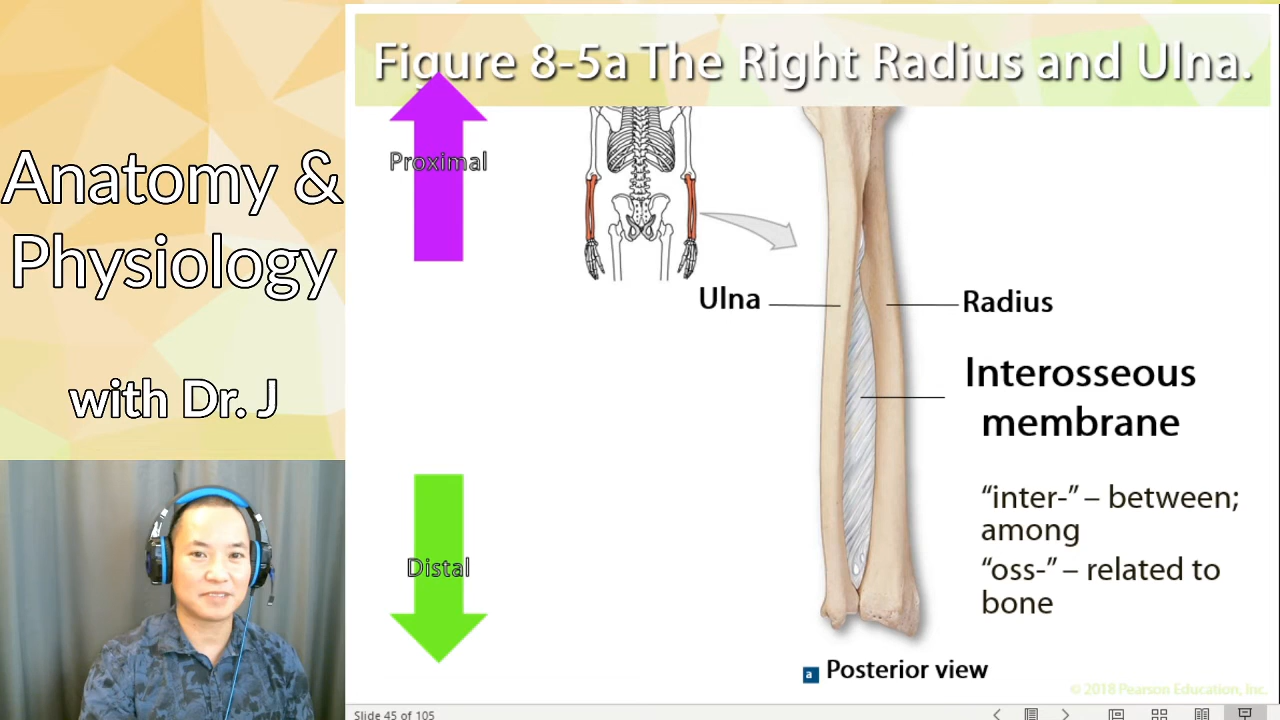 Anatomy &
Physiology
with Dr. J
Figure 8-5a The Right Radius and Ulna.
Proximal
Ulna
Radius
Interosseous
membrane
“inter-” – between;
among
“oss-” – related to
bone
Distal
a Posterior view
© 2018 Pearson Education, Inc.
Slide 45 of 105